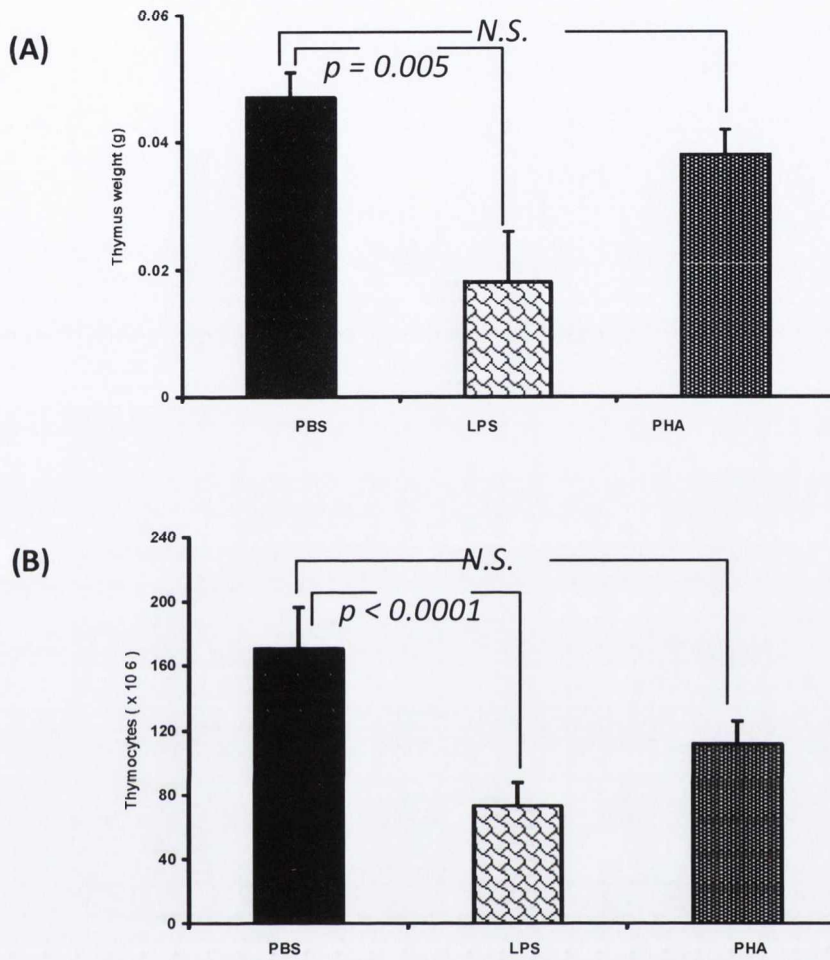 (A)
0.06
0.04
0.02
0
Thymus weight (g)
N.S.
p = 0.005
PBS LPS PHA
(B)
240
200
160
120
80
40
0
Thymocytes ( x 10 6 )
N.S.
p < 0.0001
PBS LPS PHA